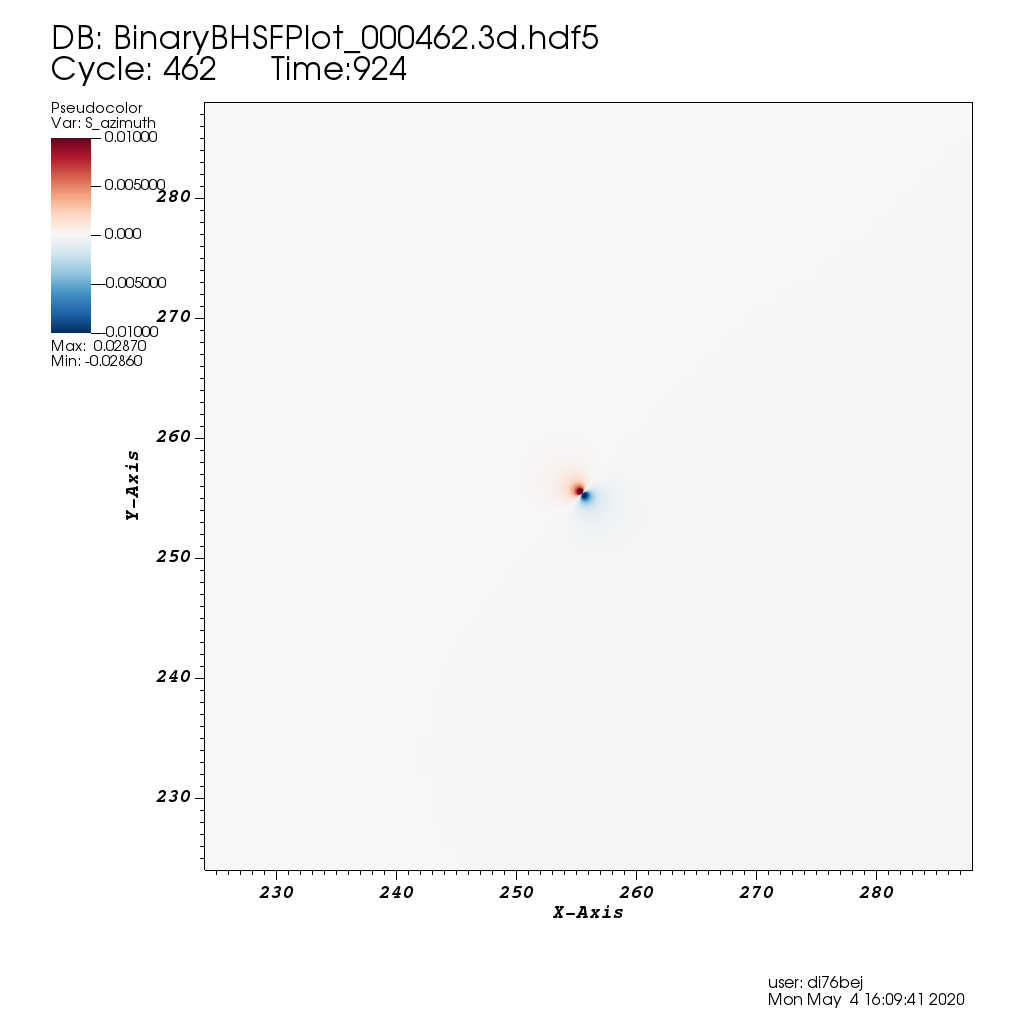 DB: BinaryBHSFPlot_000462.3d.hdf5
Cycle: 462 Time:924
Pseudocolor
Var: S_azimuth
0.01000
0.005000
0.000
-0.005000
-0.01000
Max: 0.02870
Min: -0.02860
280
270
260
250
240
230
Y-Axis
230 240 250 260 270 280
X-Axis
user: di76bej
Mon May 4 16:09:41 2020